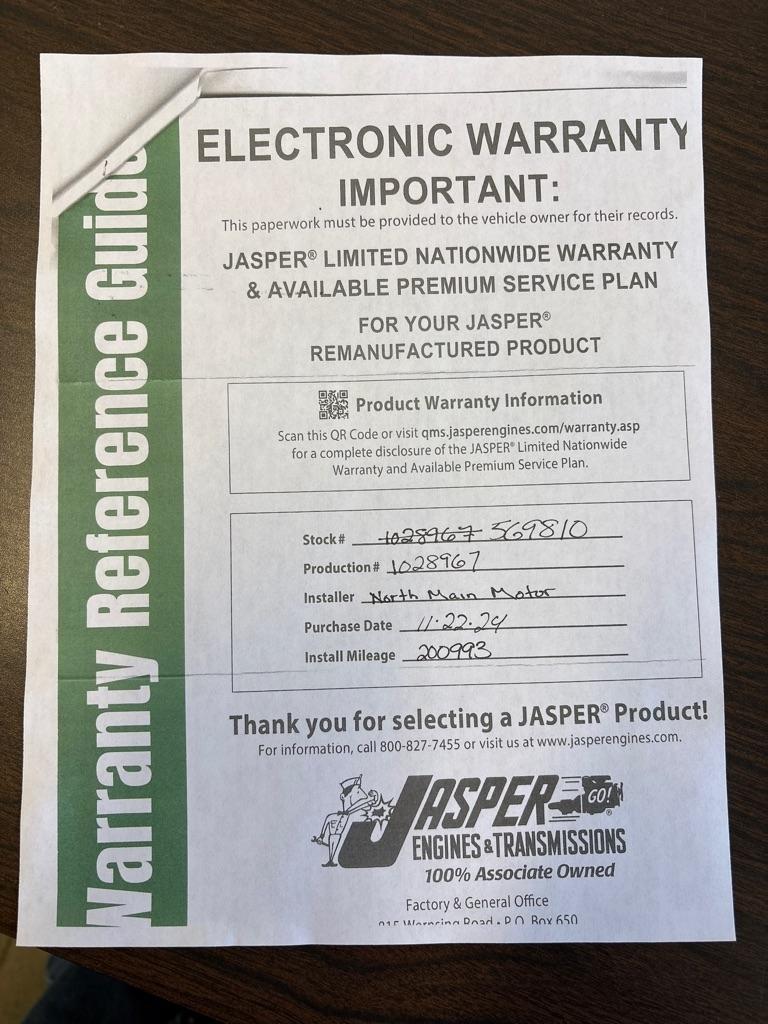 Warranty Reference Guide
ELECTRONIC WARRANTY
IMPORTANT:
This paperwork must be provided to the vehicle owner for their records.
JASPER® LIMITED NATIONWIDE WARRANTY
& AVAILABLE PREMIUM SERVICE PLAN
FOR YOUR JASPER®
REMANUFACTURED PRODUCT
Product Warranty Information
Scan this QR Code or visit qms.jasperengines.com/warranty.asp
for a complete disclosure of the JASPER® Limited Nationwide
Warranty and Available Premium Service Plan.
Stock# 1028967 569810
Production# 1028967
Installer North Main Motor
Purchase Date 11.22.24
Install Mileage 200993
Thank you for selecting a JASPER® Product!
For information, call 800-827-7455 or visit us at www.jasperengines.com.
JASPER GO!®
ENGINES & TRANSMISSIONS
100% Associate Owned
Factory & General Office
Road • P.O. Box 650